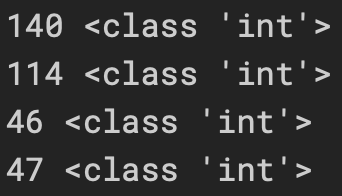 140 <class 'int'>
114 <class 'int'>
46 <class 'int'>
47 <class 'int'>